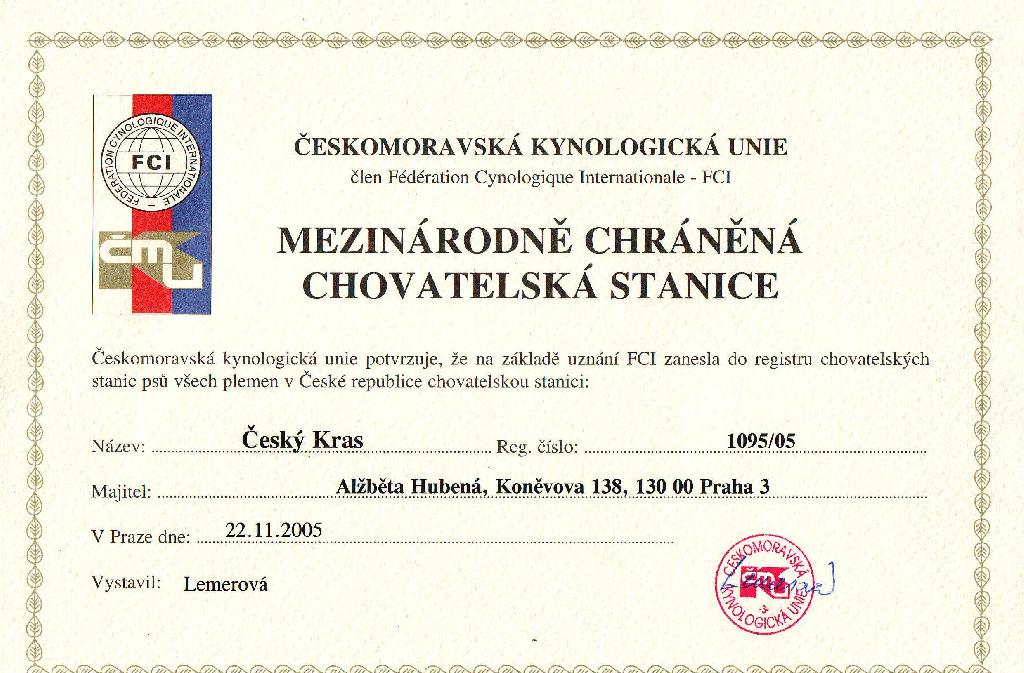 FÉDÉRATION CYNOLOGIQUE INTERNATIONALE –
FCI
čmu
ČESKOMORAVSKÁ KYNOLOGICKÁ UNIE
člen Fédération Cynologique Internationale - FCI
MEZINÁRODNĚ CHRÁNĚNÁ
CHOVATELSKÁ STANICE
Českomoravská kynologická unie potvrzuje, že na základě uznání FCI zanesla do registru chovatelských
stanic psů všech plemen v České republice chovatelskou stanici:
Název: Český Kras Reg. číslo: 1095/05
Majitel: Alžběta Hubená, Koněvova 138, 130 00 Praha 3
V Praze dne: 22.11.2005
Vystavil: Lemerová
ČESKOMORAVSKÁ
čmu
KYNOLOGICKÁ UNIE
-3-